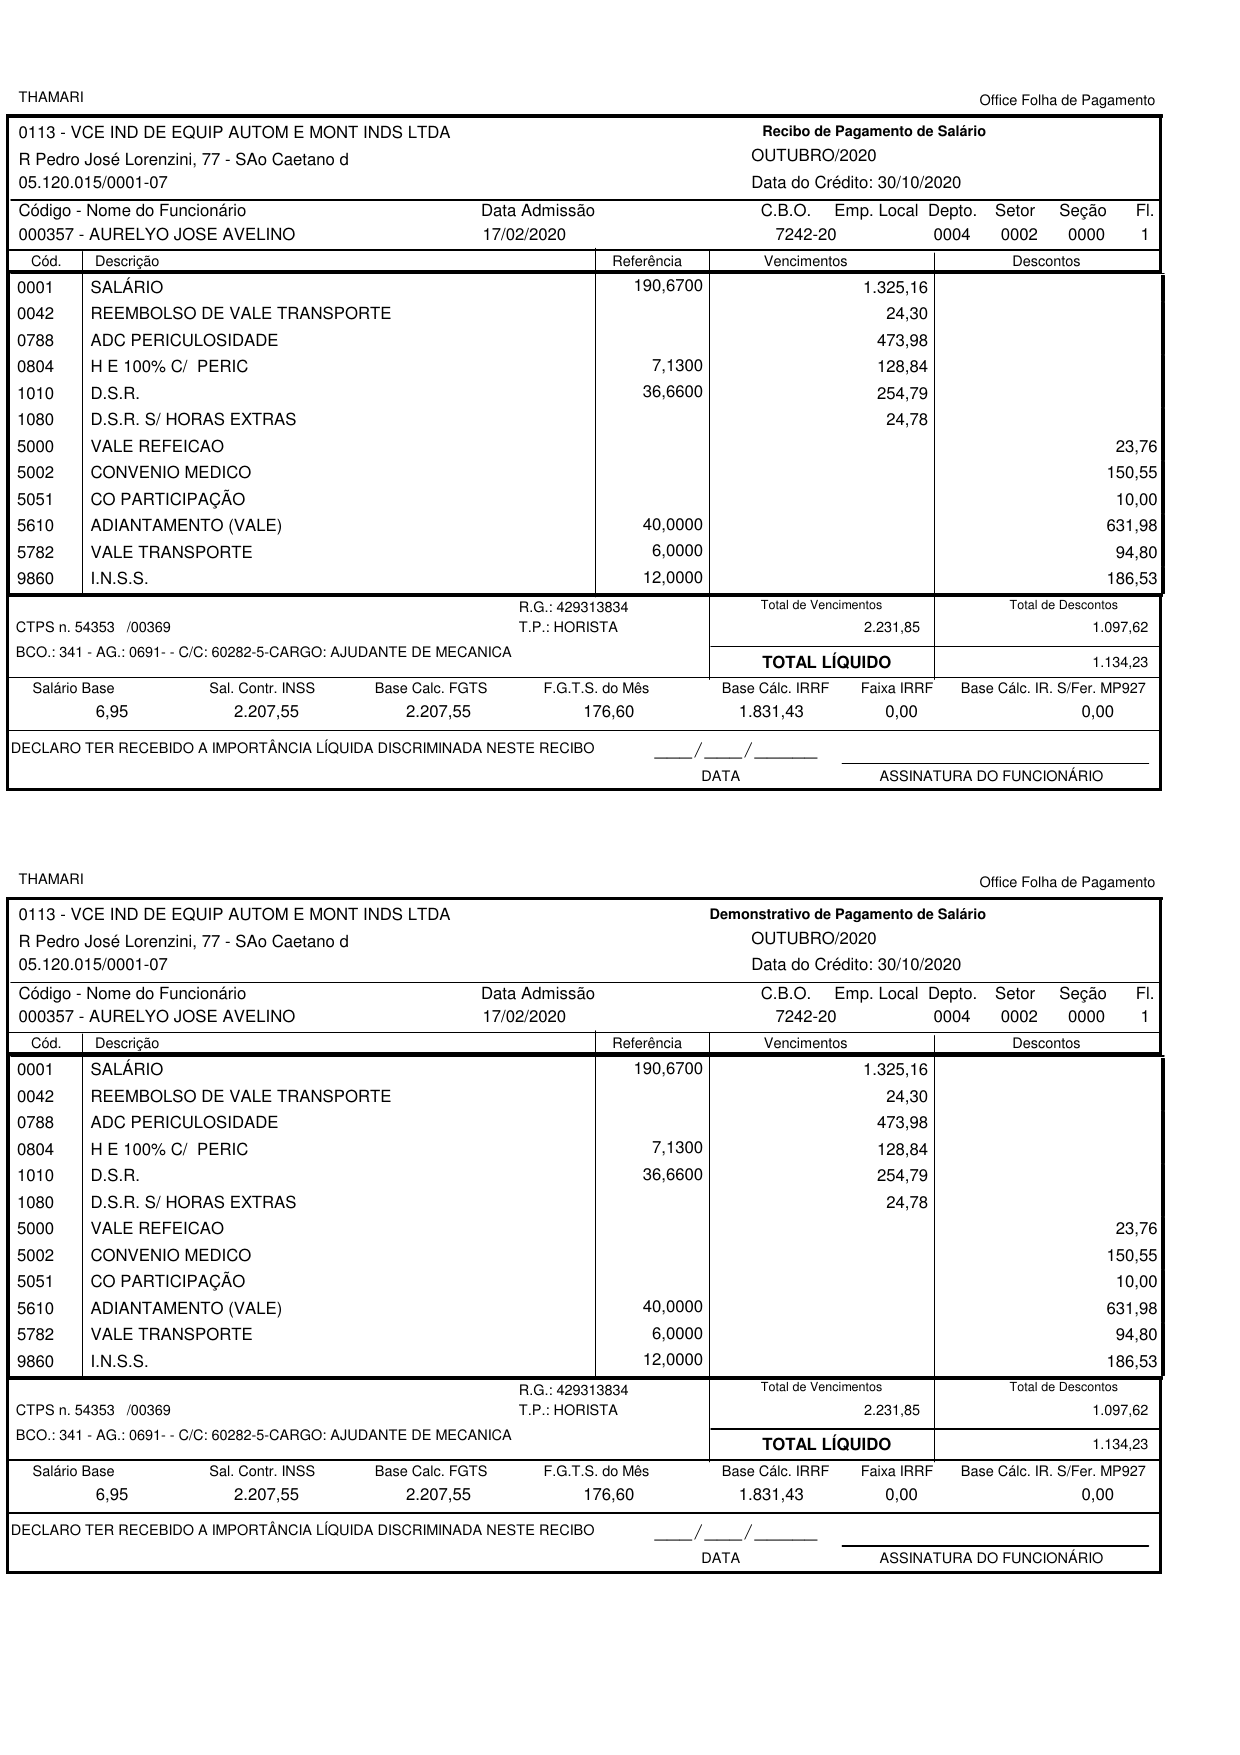 THAMARI
Office Folha de Pagamento
0113 - VCE IND DE EQUIP AUTOM E MONT INDS LTDA Recibo de Pagamento de Salário
R Pedro José Lorenzini, 77 - SAo Caetano d OUTUBRO/2020
05.120.015/0001-07 Data do Crédito: 30/10/2020
Código - Nome do Funcionário Data Admissão C.B.O. Emp. Local Depto. Setor Seção Fl.
000357 - AURELYO JOSE AVELINO 17/02/2020 7242-20 0004 0002 0000 1
Cód. Descrição Referência Vencimentos Descontos
0001 SALÁRIO 190,6700 1.325,16
0042 REEMBOLSO DE VALE TRANSPORTE 24,30
0788 ADC PERICULOSIDADE 473,98
0804 H E 100% C/ PERIC 7,1300 128,84
1010 D.S.R. 36,6600 254,79
1080 D.S.R. S/ HORAS EXTRAS 24,78
5000 VALE REFEICAO 23,76
5002 CONVENIO MEDICO 150,55
5051 CO PARTICIPAÇÃO 10,00
5610 ADIANTAMENTO (VALE) 40,0000 631,98
5782 VALE TRANSPORTE 6,0000 94,80
9860 I.N.S.S. 12,0000 186,53
R.G.: 429313834 Total de Vencimentos Total de Descontos
CTPS n. 54353 /00369 T.P.: HORISTA 2.231,85 1.097,62
BCO.: 341 - AG.: 0691- - C/C: 60282-5-CARGO: AJUDANTE DE MECANICA
TOTAL LÍQUIDO 1.134,23
Salário Base Sal. Contr. INSS Base Calc. FGTS F.G.T.S. do Mês Base Cálc. IRRF Faixa IRRF Base Cálc. IR. S/Fer. MP927
6,95 2.207,55 2.207,55 176,60 1.831,43 0,00 0,00
DECLARO TER RECEBIDO A IMPORTÂNCIA LÍQUIDA DISCRIMINADA NESTE RECIBO ____/____/______
DATA ASSINATURA DO FUNCIONÁRIO
THAMARI
Office Folha de Pagamento
0113 - VCE IND DE EQUIP AUTOM E MONT INDS LTDA Demonstrativo de Pagamento de Salário
R Pedro José Lorenzini, 77 - SAo Caetano d OUTUBRO/2020
05.120.015/0001-07 Data do Crédito: 30/10/2020
Código - Nome do Funcionário Data Admissão C.B.O. Emp. Local Depto. Setor Seção Fl.
000357 - AURELYO JOSE AVELINO 17/02/2020 7242-20 0004 0002 0000 1
Cód. Descrição Referência Vencimentos Descontos
0001 SALÁRIO 190,6700 1.325,16
0042 REEMBOLSO DE VALE TRANSPORTE 24,30
0788 ADC PERICULOSIDADE 473,98
0804 H E 100% C/ PERIC 7,1300 128,84
1010 D.S.R. 36,6600 254,79
1080 D.S.R. S/ HORAS EXTRAS 24,78
5000 VALE REFEICAO 23,76
5002 CONVENIO MEDICO 150,55
5051 CO PARTICIPAÇÃO 10,00
5610 ADIANTAMENTO (VALE) 40,0000 631,98
5782 VALE TRANSPORTE 6,0000 94,80
9860 I.N.S.S. 12,0000 186,53
R.G.: 429313834 Total de Vencimentos Total de Descontos
CTPS n. 54353 /00369 T.P.: HORISTA 2.231,85 1.097,62
BCO.: 341 - AG.: 0691- - C/C: 60282-5-CARGO: AJUDANTE DE MECANICA
TOTAL LÍQUIDO 1.134,23
Salário Base Sal. Contr. INSS Base Calc. FGTS F.G.T.S. do Mês Base Cálc. IRRF Faixa IRRF Base Cálc. IR. S/Fer. MP927
6,95 2.207,55 2.207,55 176,60 1.831,43 0,00 0,00
DECLARO TER RECEBIDO A IMPORTÂNCIA LÍQUIDA DISCRIMINADA NESTE RECIBO ____/____/______
DATA ASSINATURA DO FUNCIONÁRIO